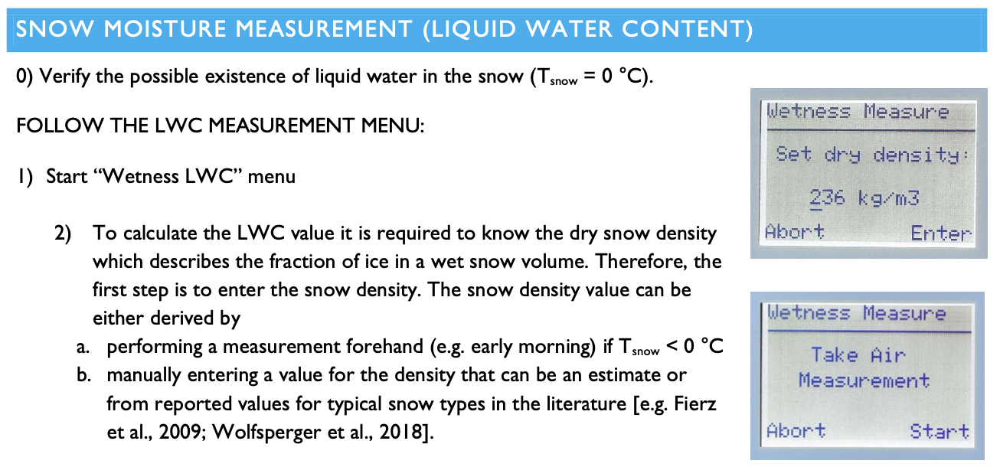 SNOW MOISTURE MEASUREMENT (LIQUID WATER CONTENT)
0) Verify the possible existence of liquid water in the snow (Tsnow = 0 °C).
FOLLOW THE LWC MEASUREMENT MENU:
1) Start “Wetness LWC” menu
2) To calculate the LWC value it is required to know the dry snow density
which describes the fraction of ice in a wet snow volume. Therefore, the
first step is to enter the snow density. The snow density value can be
either derived by
a. performing a measurement forehand (e.g. early morning) if Tsnow < 0 °C
b. manually entering a value for the density that can be an estimate or
from reported values for typical snow types in the literature [e.g. Fierz
et al., 2009; Wolfsperger et al., 2018].
Wetness Measure
Set dry density:
236 kg/m3
Abort Enter
Wetness Measure
Take Air
Measurement
Abort Start